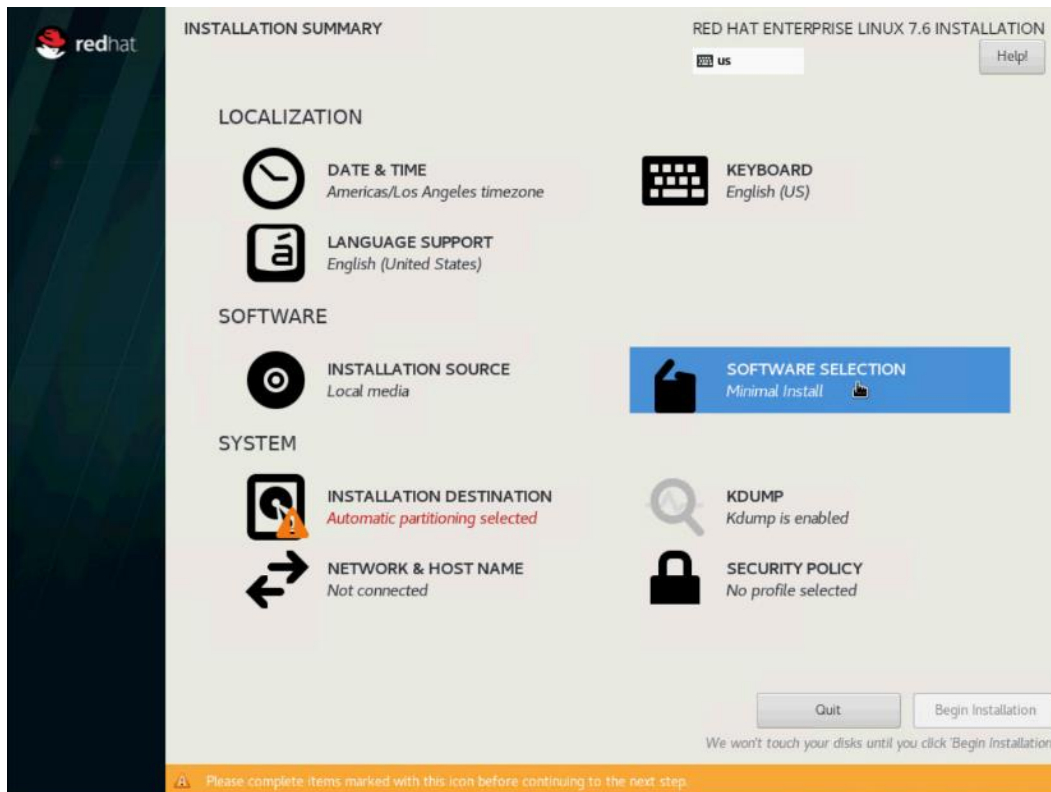 redhat
INSTALLATION SUMMARY
RED HAT ENTERPRISE LINUX 7.6 INSTALLATION
us
Help!
LOCALIZATION
DATE & TIME
Americas/Los Angeles timezone
KEYBOARD
English (US)
á
LANGUAGE SUPPORT
English (United States)
SOFTWARE
INSTALLATION SOURCE
Local media
SOFTWARE SELECTION
Minimal Install
SYSTEM
INSTALLATION DESTINATION
Automatic partitioning selected
KDUMP
Kdump is enabled
NETWORK & HOST NAME
Not connected
SECURITY POLICY
No profile selected
Quit
Begin Installation
We won't touch your disks until you click 'Begin Installation
Please complete items marked with this icon before continuing to the next step.